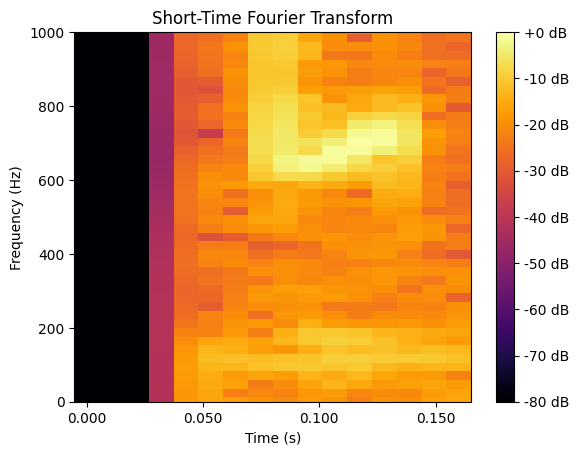 Short-Time Fourier Transform
1000
800
600
400
200
0
Frequency (Hz)
0.000
0.050
0.100
0.150
Time (s)
+0 dB
-10 dB
-20 dB
-30 dB
-40 dB
-50 dB
-60 dB
-70 dB
-80 dB